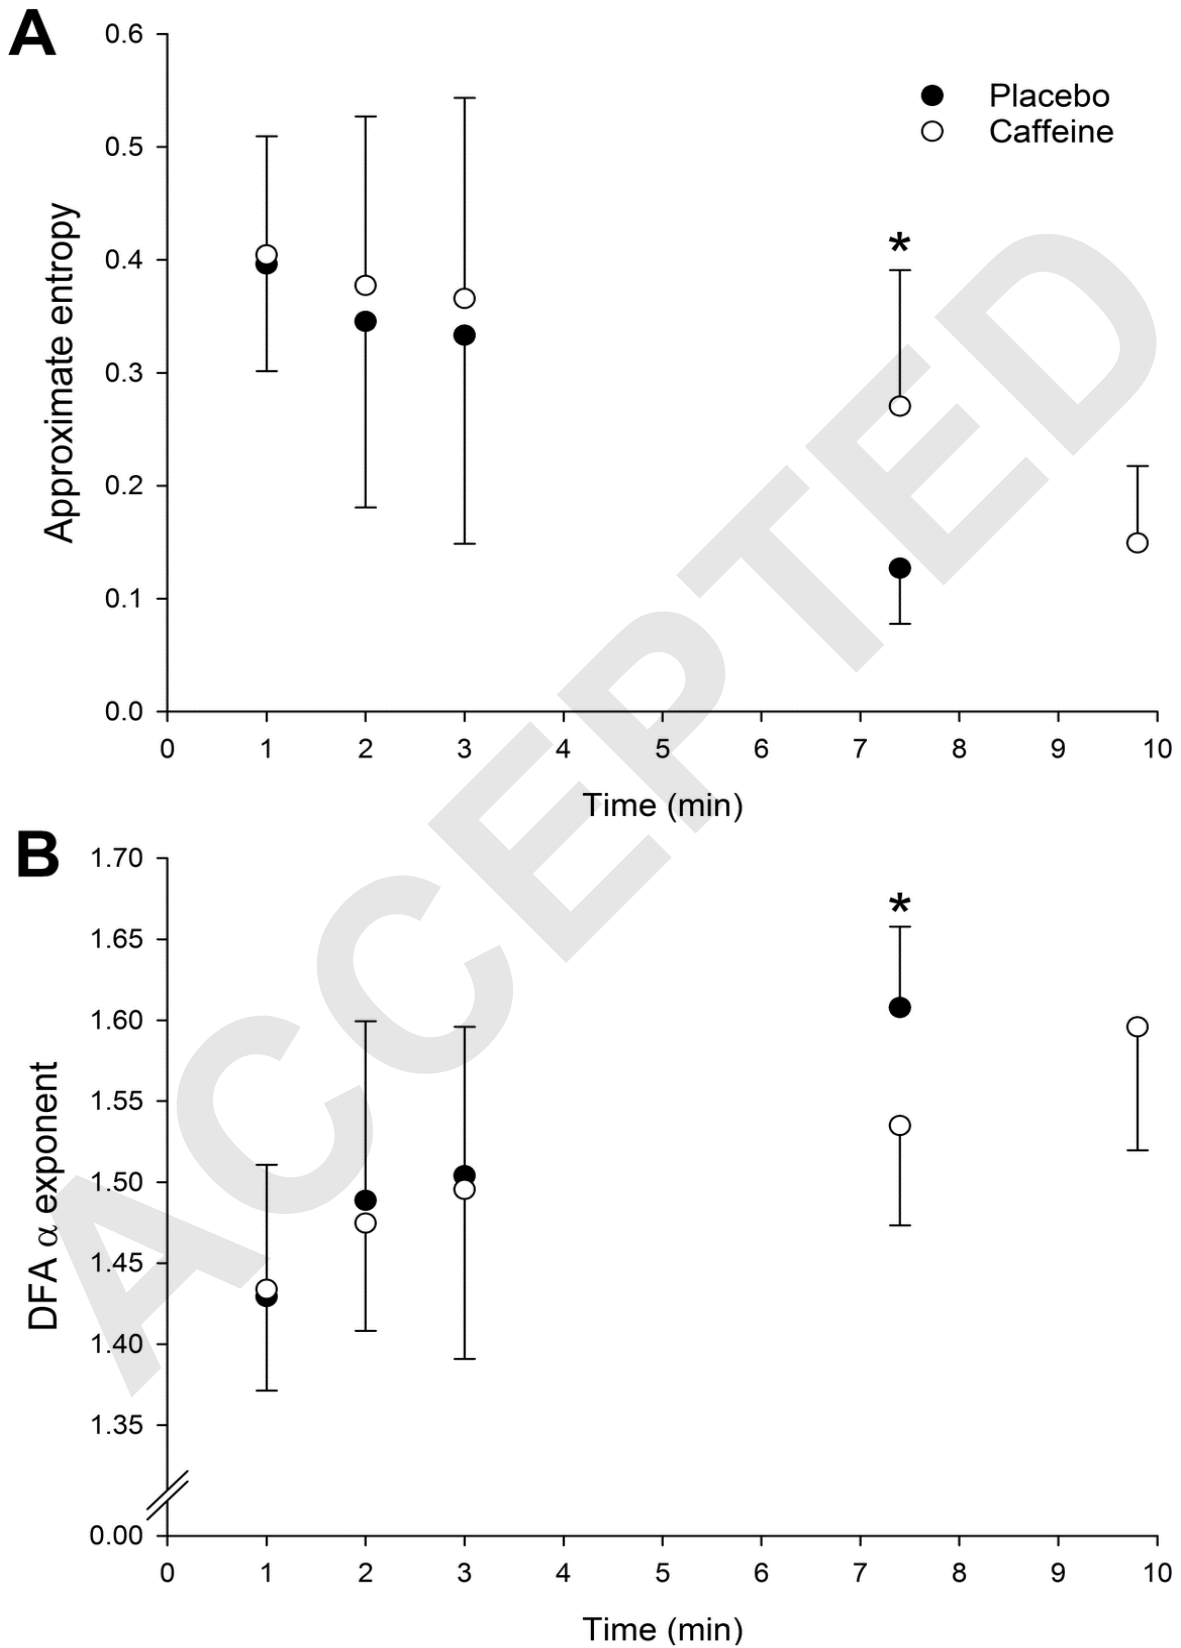 A
0.6
0.5
0.4
0.3
0.2
0.1
0.0
Approximate entropy
Placebo
Caffeine
*
0 1 2 3 4 5 6 7 8 9 10
Time (min)
B
1.70
1.65
1.60
1.55
1.50
1.45
1.40
1.35
0.00
DFA α exponent
*
0 1 2 3 4 5 6 7 8 9 10
Time (min)
ACCEPTED